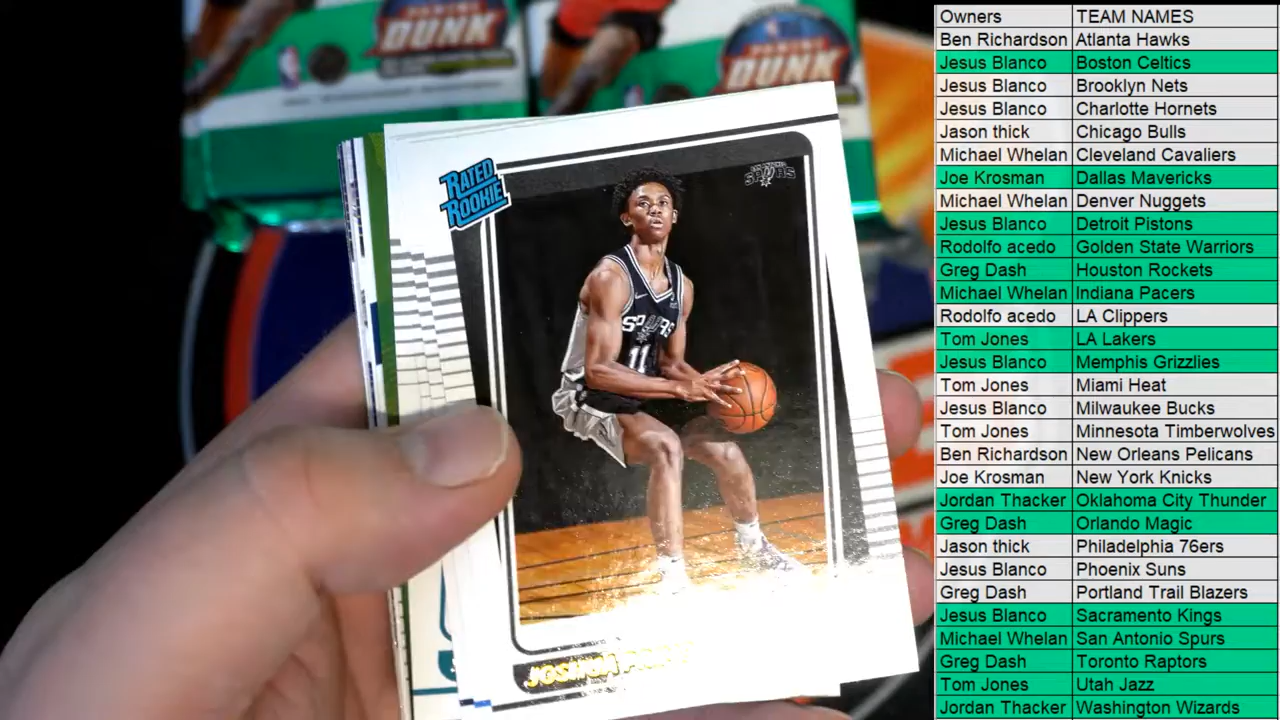 PANINI
DUNK
PANINI
DUNK
RATED
ROOKIE
SPURS
SPURS
11
JOSHUA
Owners TEAM NAMES
Ben Richardson Atlanta Hawks
Jesus Blanco Boston Celtics
Jesus Blanco Brooklyn Nets
Jesus Blanco Charlotte Hornets
Jason thick Chicago Bulls
Michael Whelan Cleveland Cavaliers
Joe Krosman Dallas Mavericks
Michael Whelan Denver Nuggets
Jesus Blanco Detroit Pistons
Rodolfo acedo Golden State Warriors
Greg Dash Houston Rockets
Michael Whelan Indiana Pacers
Rodolfo acedo LA Clippers
Tom Jones LA Lakers
Jesus Blanco Memphis Grizzlies
Tom Jones Miami Heat
Jesus Blanco Milwaukee Bucks
Tom Jones Minnesota Timberwolves
Ben Richardson New Orleans Pelicans
Joe Krosman New York Knicks
Jordan Thacker Oklahoma City Thunder
Greg Dash Orlando Magic
Jason thick Philadelphia 76ers
Jesus Blanco Phoenix Suns
Greg Dash Portland Trail Blazers
Jesus Blanco Sacramento Kings
Michael Whelan San Antonio Spurs
Greg Dash Toronto Raptors
Tom Jones Utah Jazz
Jordan Thacker Washington Wizards